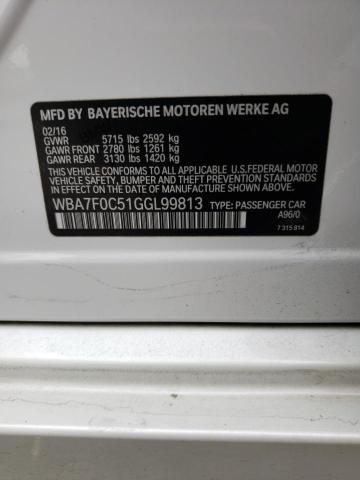 MFD BY BAYERISCHE MOTOREN WERKE AG
02/16
GVWR 5715 lbs 2592 kg
GAWR FRONT 2780 lbs 1261 kg
GAWR REAR 3130 lbs 1420 kg
THIS VEHICLE CONFORMS TO ALL APPLICABLE
U.S.FEDERAL MOTOR
VEHICLE SAFETY, BUMPER, AND THEFT PREVENTION
STANDARDS IN EFFECT ON THE DATE OF
MANUFACTURE SHOWN ABOVE.
WBA7F0C51GGL99813 TYPE: PASSENGER CAR
A96/0
7 315 814